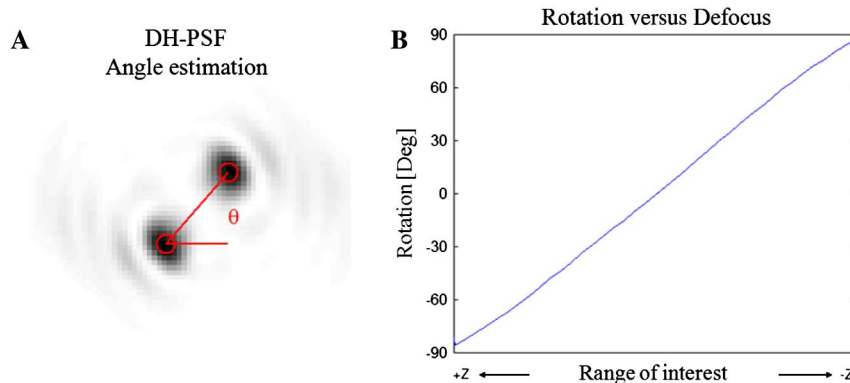 A
DH-PSF
Angle estimation
θ
B
Rotation versus Defocus
Rotation [Deg]
90
60
30
0
-30
-60
-90
+Z
Range of interest
-Z